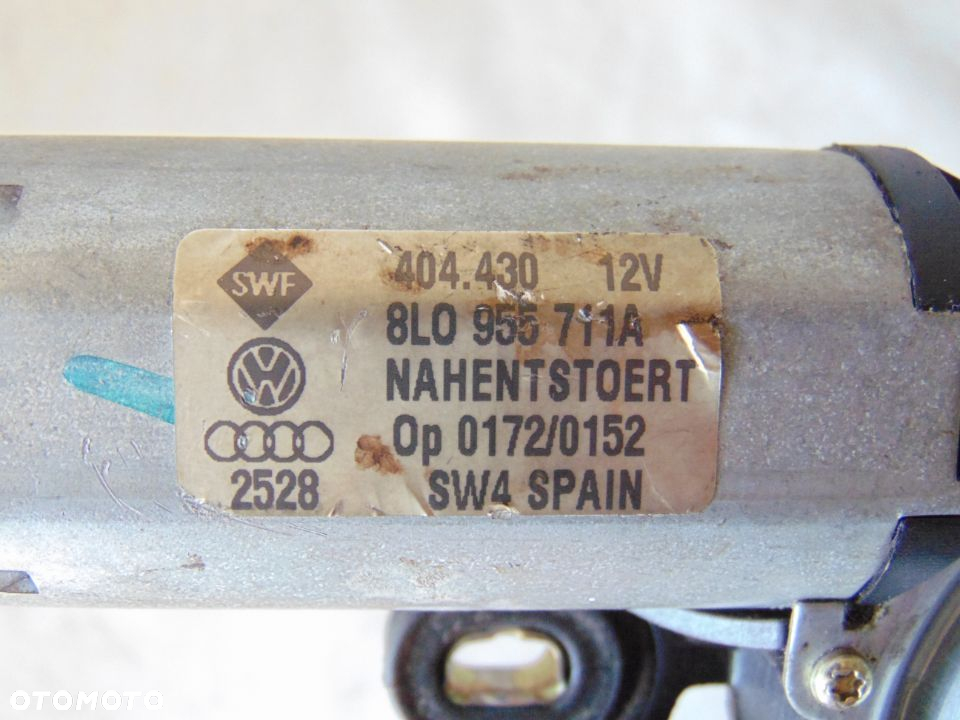 SWF 404.430 12V
8L0 955 711A
NAHENTSTOERT
Op 0172/0152
2528 SW4 SPAIN
OTOMOTO